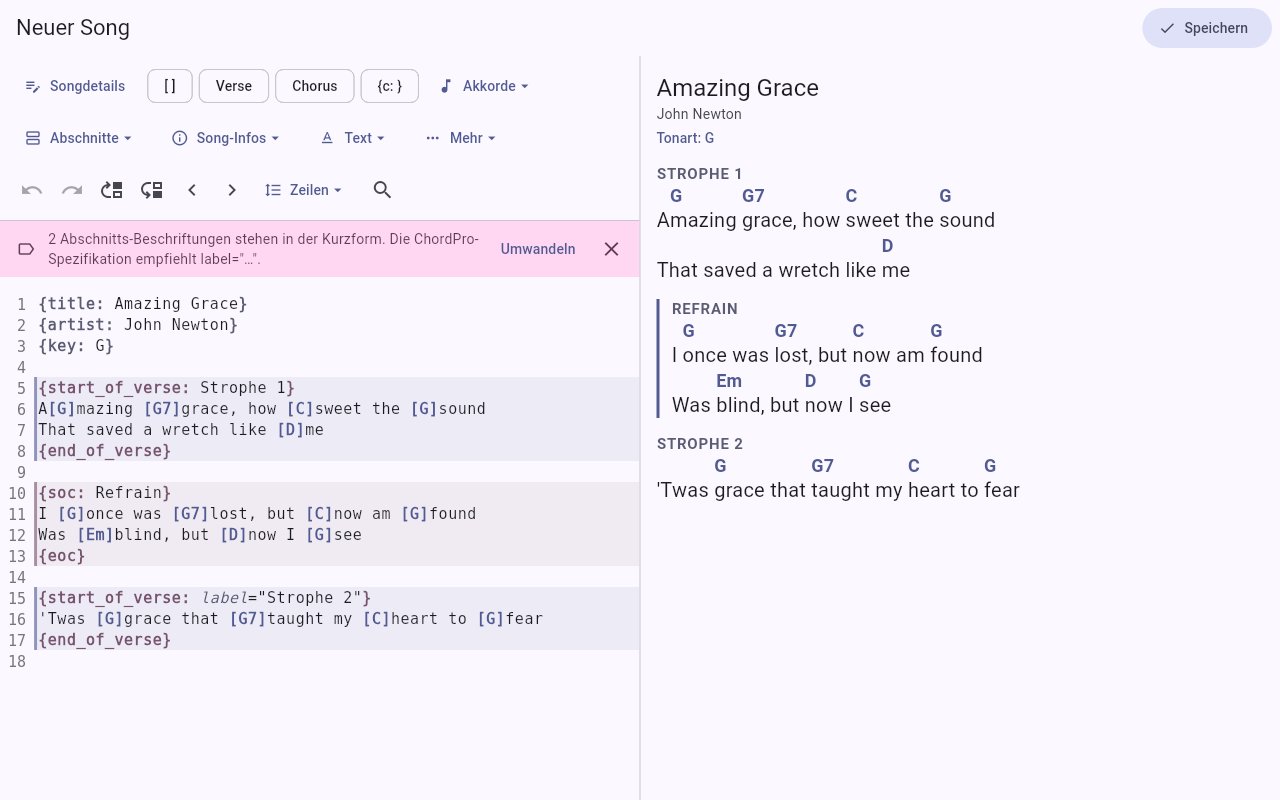 Neuer Song
Speichern
Songdetails
[ ]
Verse
Chorus
{c: }
Akkorde
Abschnitte
Song-Infos
Text
Mehr
Zeilen
2 Abschnitts-Beschriftungen stehen in der Kurzform. Die ChordPro-
Spezifikation empfiehlt label="…".
Umwandeln
1 {title: Amazing Grace}
2 {artist: John Newton}
3 {key: G}
4
5 {start_of_verse: Strophe 1}
6 A[G]mazing [G7]grace, how [C]sweet the [G]sound
7 That saved a wretch like [D]me
8 {end_of_verse}
9
10 {soc: Refrain}
11 I [G]once was [G7]lost, but [C]now am [G]found
12 Was [Em]blind, but [D]now I [G]see
13 {eoc}
14
15 {start_of_verse: label="Strophe 2"}
16 'Twas [G]grace that [G7]taught my [C]heart to [G]fear
17 {end_of_verse}
18
Amazing Grace
John Newton
Tonart: G
STROPHE 1
G G7 C G
Amazing grace, how sweet the sound
D
That saved a wretch like me
REFRAIN
G G7 C G
I once was lost, but now am found
Em D G
Was blind, but now I see
STROPHE 2
G G7 C G
'Twas grace that taught my heart to fear